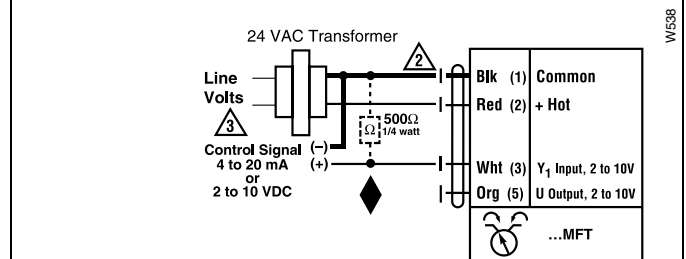 W538
24 VAC Transformer
Line
Volts
2
3
Blk (1) Common
Red (2) + Hot
Ω 500Ω
1/4 watt
Control Signal (–)
4 to 20 mA (+)
or
2 to 10 VDC
Wht (3) Y1 Input, 2 to 10V
Org (5) U Output, 2 to 10V
...MFT